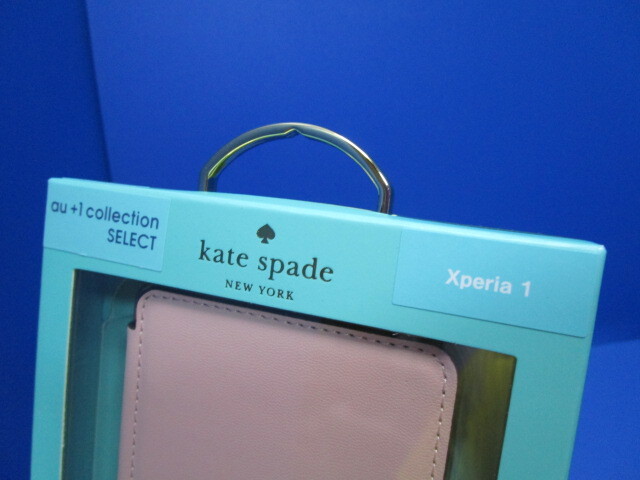 au +1 collection
SELECT
kate spade
NEW YORK
Xperia 1